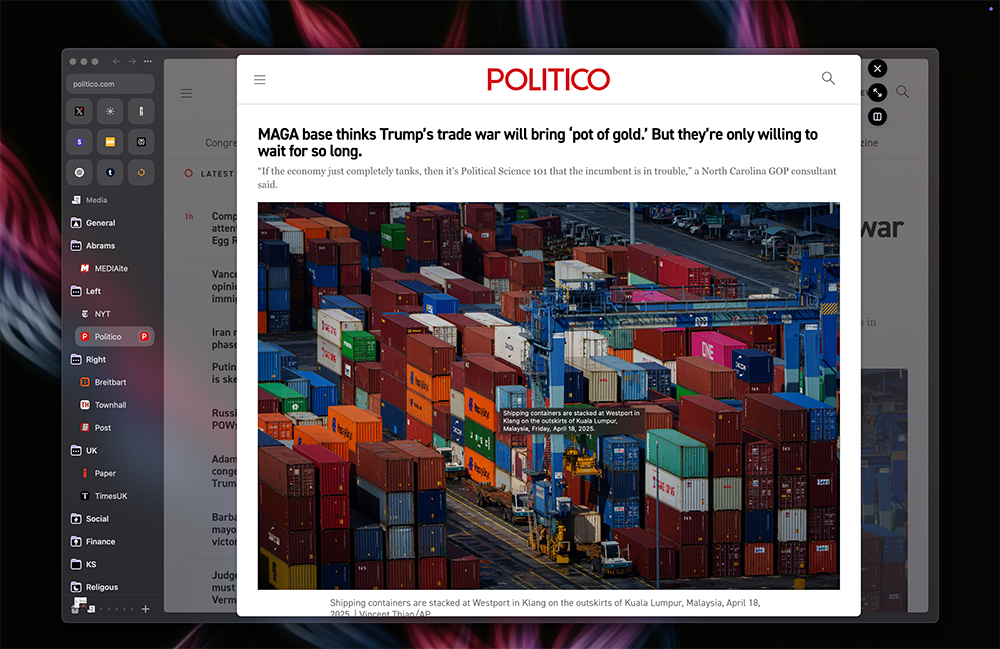 politico.com
Media
General
Abrams
MEDIAite
Left
NYT
Politico
Right
Breitbart
Townhall
Post
UK
Paper
TimesUK
Social
Finance
KS
Religous
Congre
LATEST
1h
Comp
attent
Egg R
Vance
opinio
immig
Iran n
phase
Putin
is ske
Russi
POWs
Adam
conge
Trum
Barba
mayo
victor
Judge
must
Verm
POLITICO
MAGA base thinks Trump's trade war will bring ‘pot of gold.’ But they're only willing to
wait for so long.
“If the economy just completely tanks, then it's Political Science 101 that the incumbent is in trouble,” a North Carolina GOP consultant
said.
ONE
Shipping containers are stacked at Westport in
Klang on the outskirts of Kuala Lumpur,
Malaysia, Friday, April 18, 2025.
Shipping containers are stacked at Westport in Klang on the outskirts of Kuala Lumpur, Malaysia, April 18,
2025. | Vincent Thian/AP
zine
war
s in